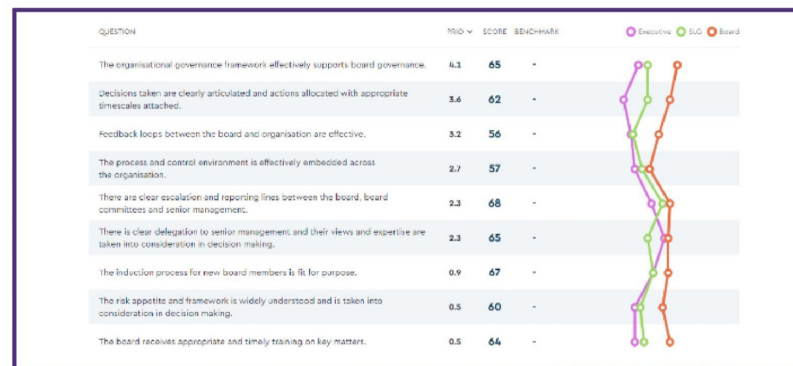 QUESTION PRIO SCORE BENCHMARK Executive SLG Board
The organisational governance framework effectively supports board governance. 4.1 65 -
Decisions taken are clearly articulated and actions allocated with appropriate
timescales attached. 3.6 62 -
Feedback loops between the board and organisation are effective. 3.2 56 -
The process and control environment is effectively embedded across
the organisation. 2.7 57 -
There are clear escalation and reporting lines between the board, board
committees and senior management. 2.3 68 -
There is clear delegation to senior management and their views and expertise are
taken into consideration in decision making. 2.3 65 -
The induction process for new board members is fit for purpose. 0.9 67 -
The risk appetite and framework is widely understood and is taken into
consideration in decision making. 0.5 60 -
The board receives appropriate and timely training on key matters. 0.5 64 -